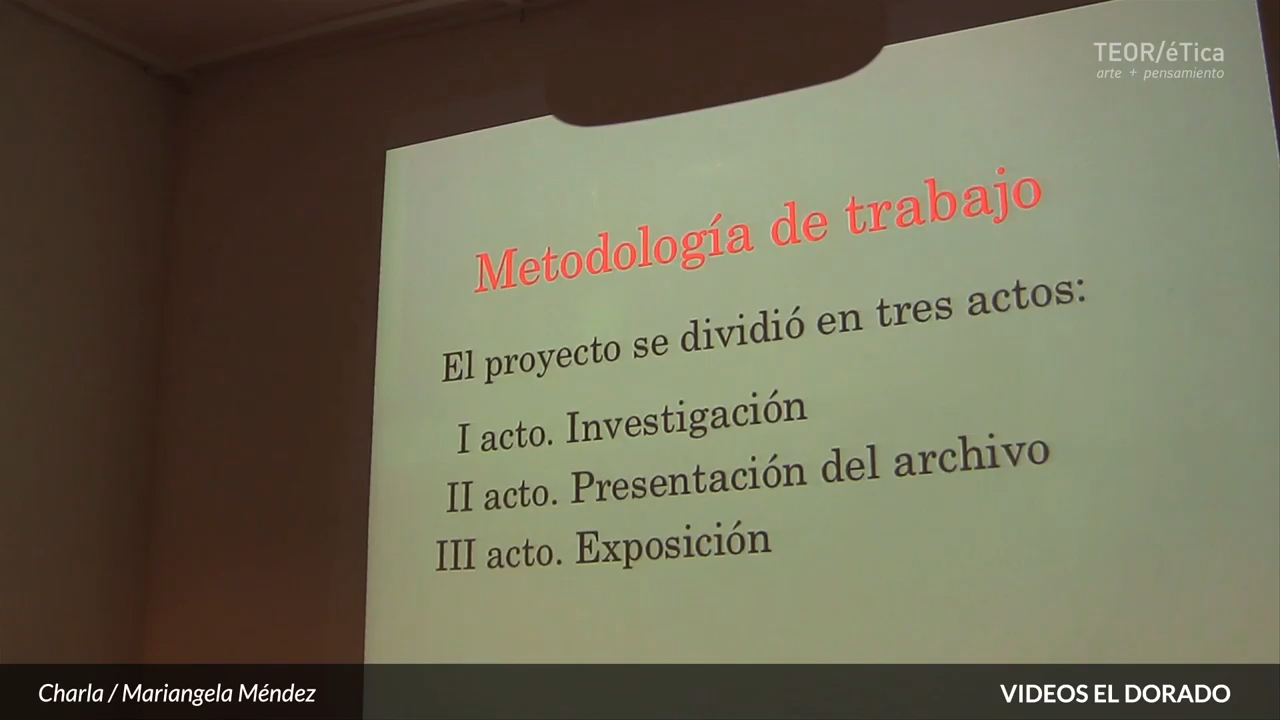 TEOR/éTica
arte + pensamiento
Metodología de trabajo
El proyecto se dividió en tres actos:
I acto. Investigación
II acto. Presentación del archivo
III acto. Exposición
Charla / Mariangela Méndez
VIDEOS EL DORADO